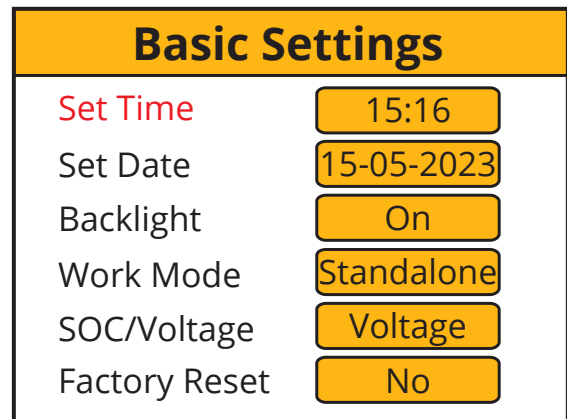 Basic Settings
Set Time 15:16
Set Date 15-05-2023
Backlight On
Work Mode Standalone
SOC/Voltage Voltage
Factory Reset No